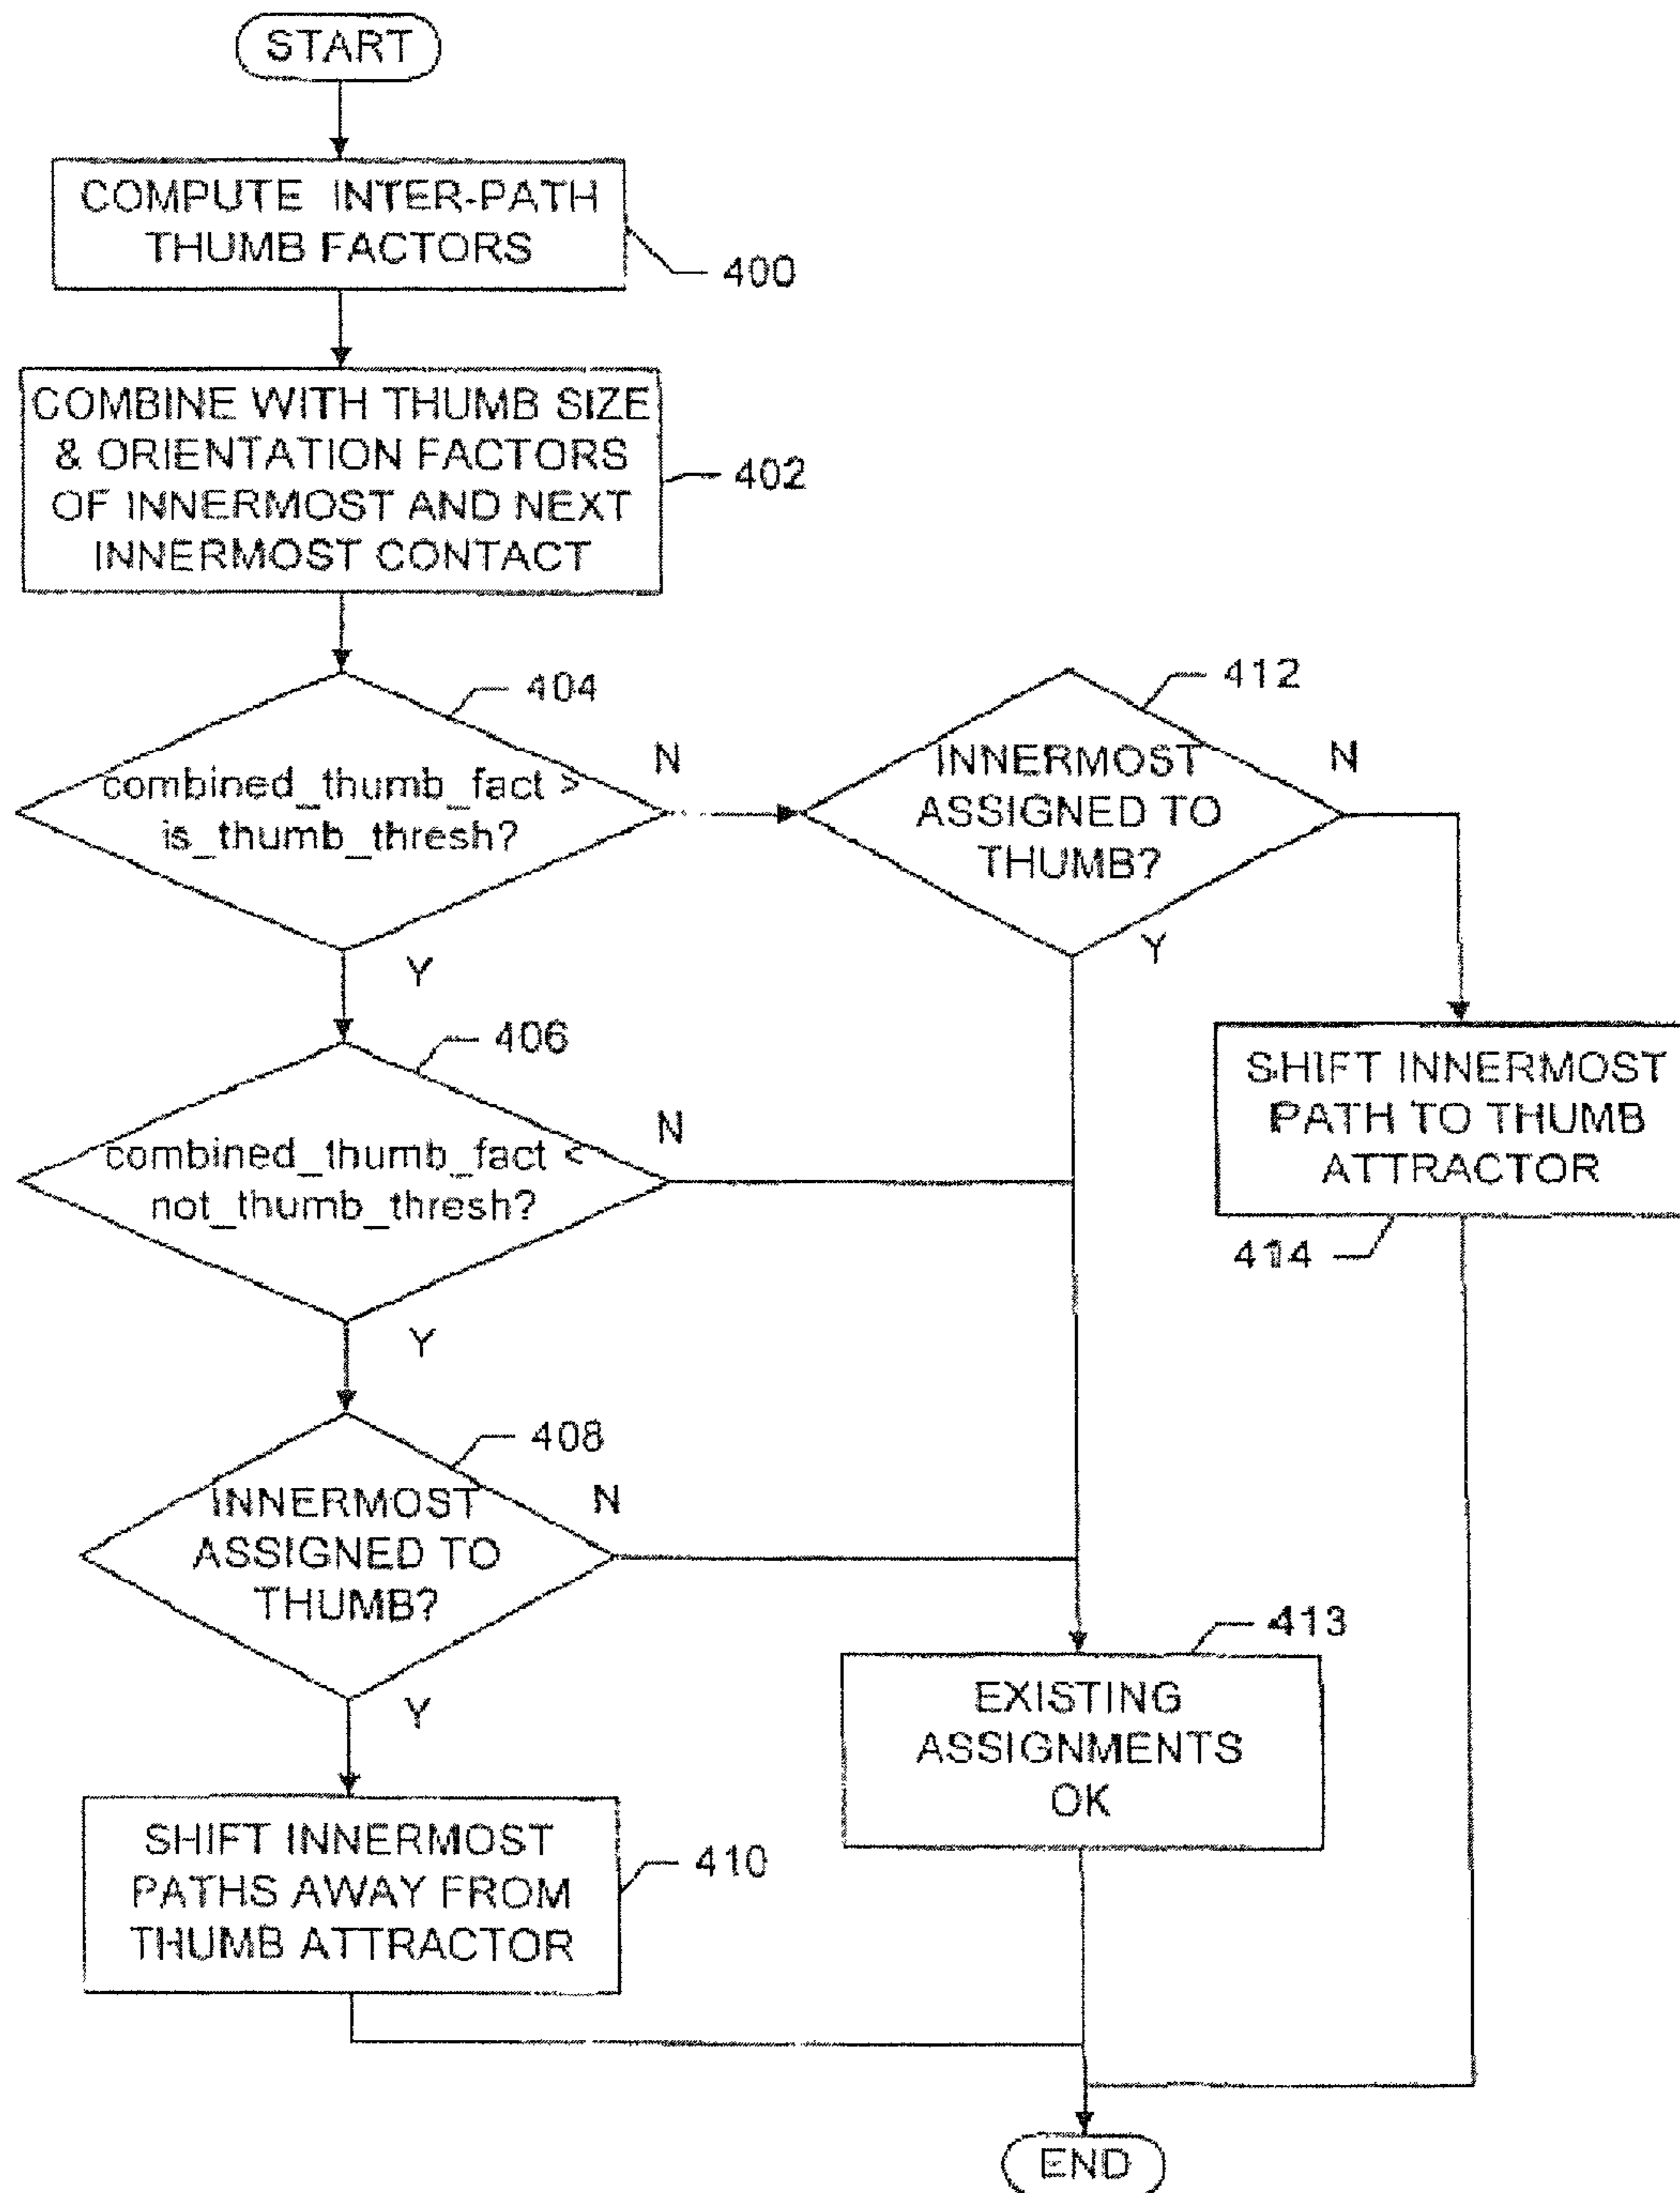 START
COMPUTE INTER-PATH
THUMB FACTORS
400
COMBINE WITH THUMB SIZE
& ORIENTATION FACTORS
OF INNERMOST AND NEXT
INNERMOST CONTACT
402
404
combined_thumb_fact >
is_thumb_thresh?
N
Y
412
INNERMOST
ASSIGNED TO
THUMB?
N
Y
406
combined_thumb_fact <
not_thumb_thresh?
N
Y
SHIFT INNERMOST
PATH TO THUMB
ATTRACTOR
414
408
INNERMOST
ASSIGNED TO
THUMB?
N
Y
413
EXISTING
ASSIGNMENTS
OK
SHIFT INNERMOST
PATHS AWAY FROM
THUMB ATTRACTOR
410
END